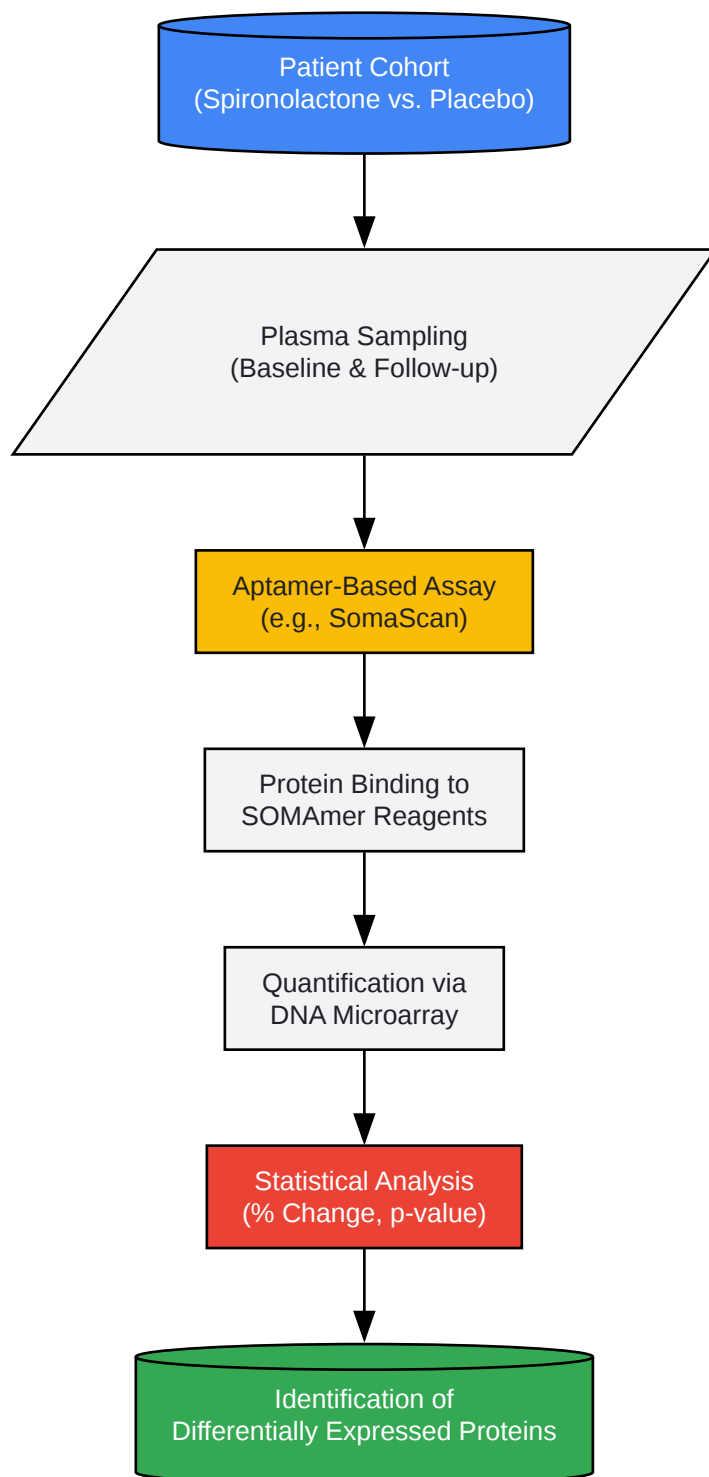 Patient Cohort
(Spironolactone vs. Placebo)
Plasma Sampling
(Baseline & Follow-up)
Aptamer-Based Assay
(e.g., SomaScan)
Protein Binding to
SOMAmer Reagents
Quantification via
DNA Microarray
Statistical Analysis
(% Change, p-value)
Identification of
Differentially Expressed Proteins